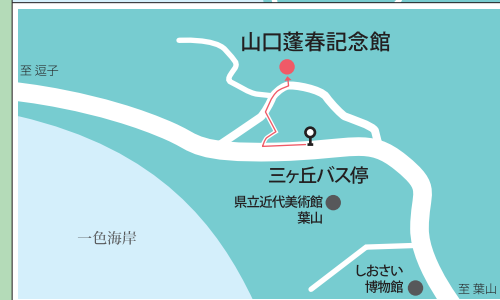 山口蓬春記念館
至 逗子
三ヶ丘バス停
県立近代美術館
葉山
一色海岸
しおさい
博物館
至 葉山